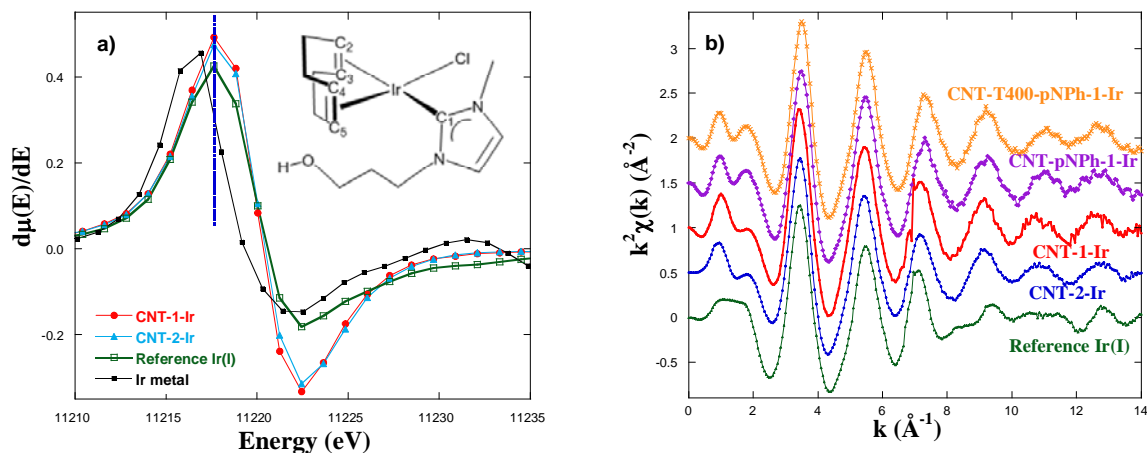 a)
dμ(E)/dE
0.4
0.2
0.0
-0.2
11210
11215
11220
11225
11230
11235
Energy (eV)
CNT-1-Ir
CNT-2-Ir
Reference Ir(I)
Ir metal
C2
C3
C4
C5
Ir
Cl
C1
N
N
H
O
b)
k²χ(k) (Å⁻²)
3
2.5
2
1.5
1
0.5
0
-0.5
0
2
4
6
8
10
12
14
k (Å⁻¹)
CNT-T400-pNPh-1-Ir
CNT-pNPh-1-Ir
CNT-1-Ir
CNT-2-Ir
Reference Ir(I)